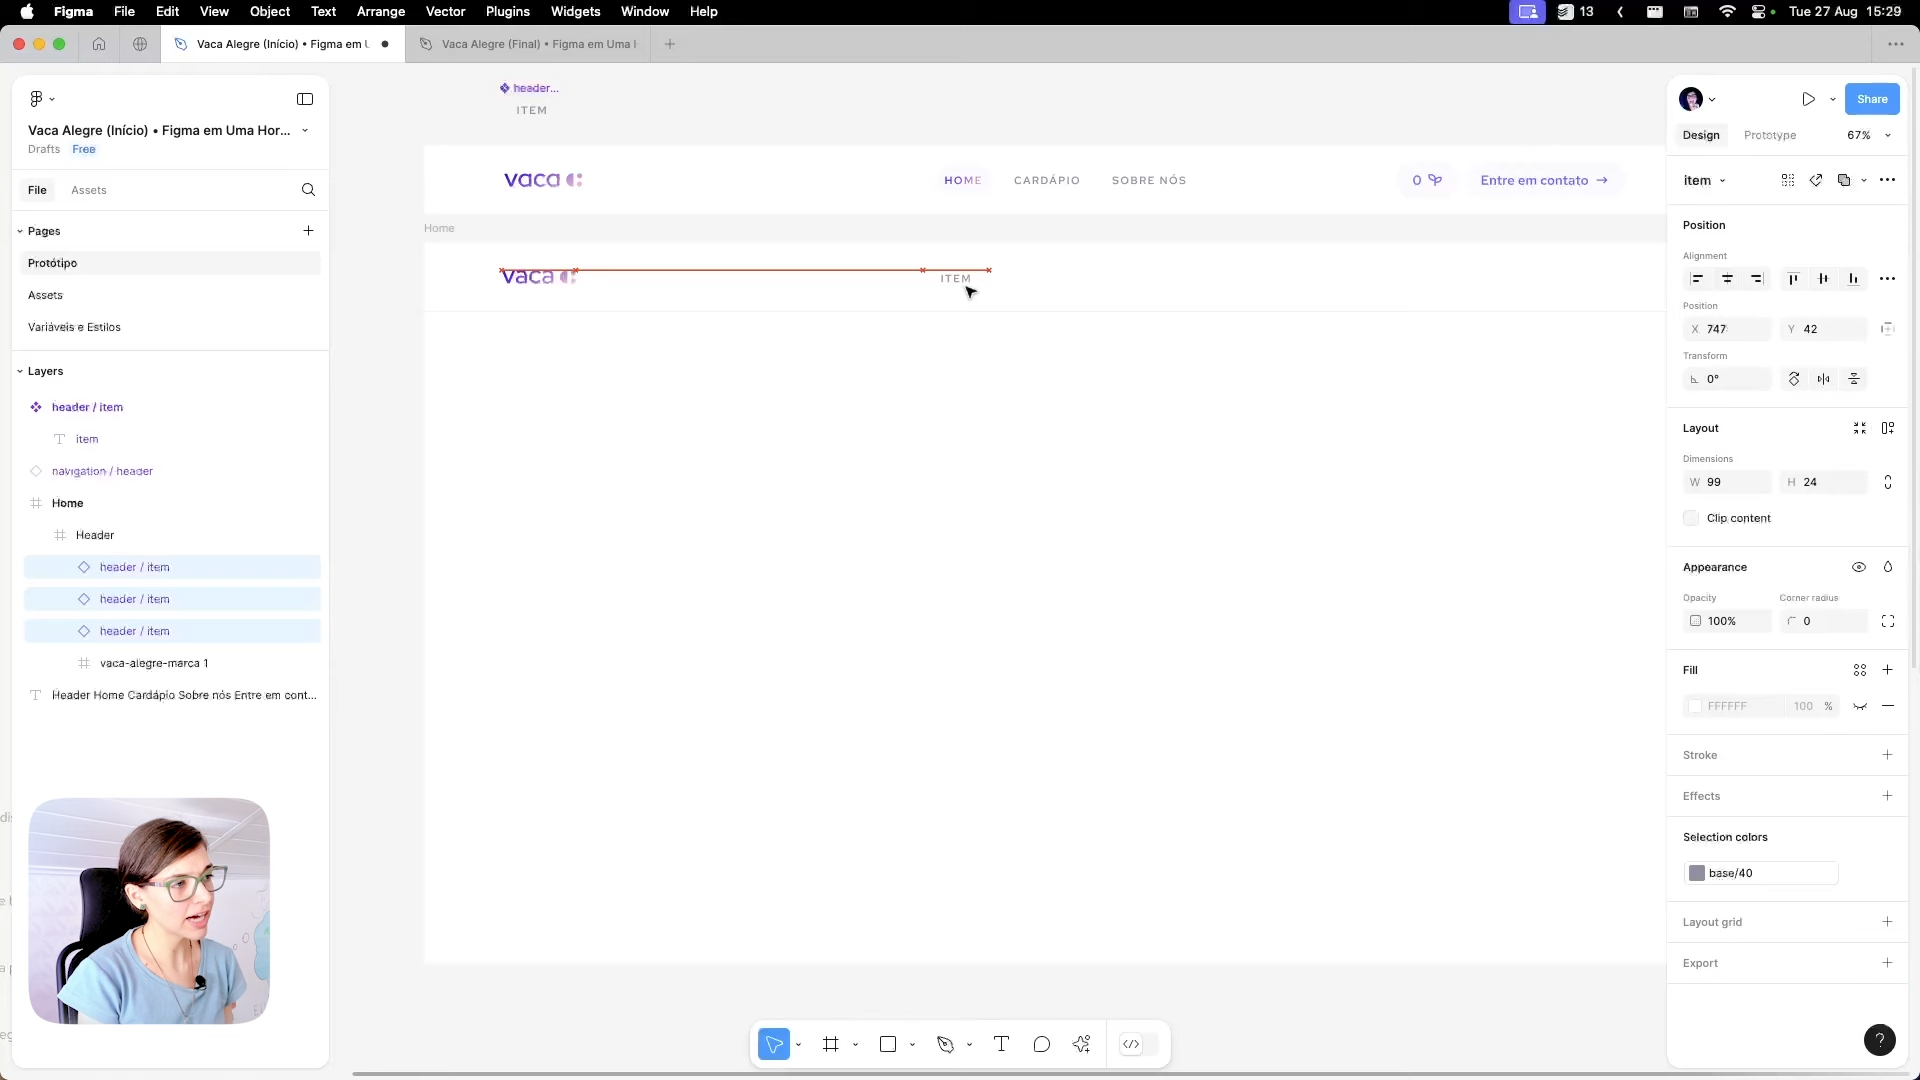 Figma File Edit View Object Text Arrange Vector Plugins Widgets Window Help 13 Tue 27 Aug 15:29
Vaca Alegre (Início) • Figma em U
Vaca Alegre (Final) • Figma em Uma H
Vaca Alegre (Início) • Figma em Uma Hor...
Drafts Free
File Assets
Pages
Protótipo
Assets
Variáveis e Estilos
Layers
header / item
item
navigation / header
Home
Header
header / item
header / item
header / item
vaca-alegre-marca 1
Header Home Cardápio Sobre nós Entre em cont...
header...
ITEM
vaca
HOME CARDÁPIO SOBRE NÓS
0 Entre em contato →
Home
vaca
ITEM
Share
Design Prototype 67%
item
Position
Alignment
Position
X 747 Y 42
Transform
0°
Layout
Dimensions
W 99 H 24
Clip content
Appearance
Opacity Corner radius
100% 0
Fill
FFFFFF 100 %
Stroke
Effects
Selection colors
base/40
Layout grid
Export
?